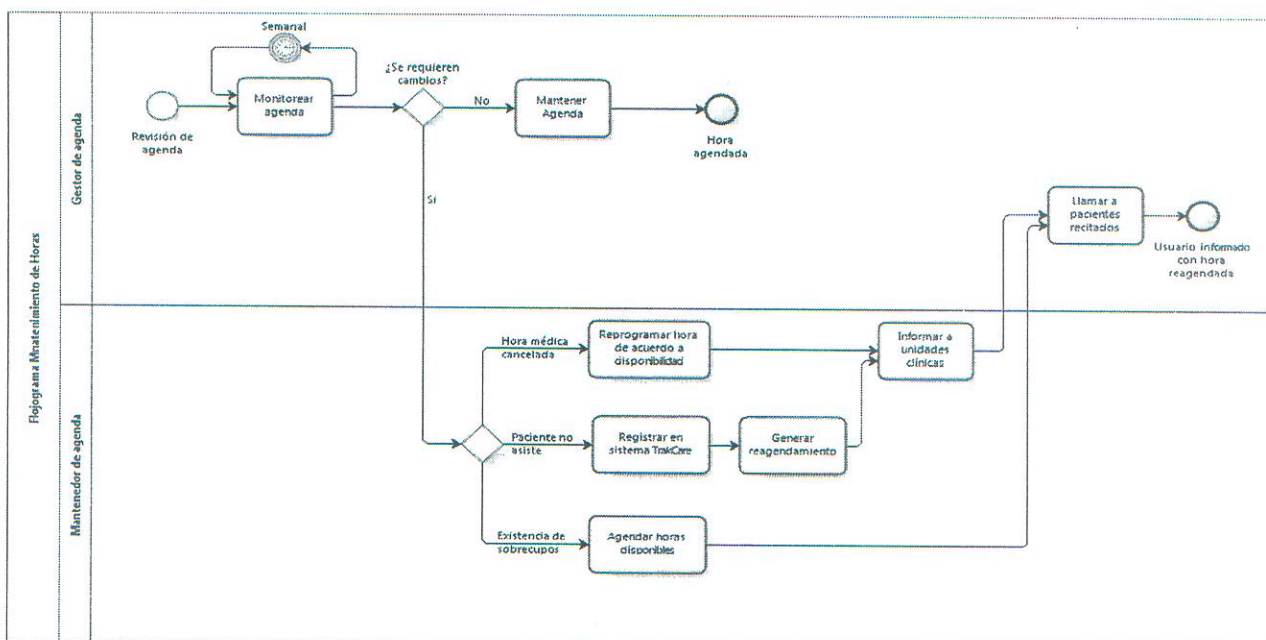 Flojograma Mnatenimiento de Horas
Gestor de agenda
Semanal
¿Se requieren
cambios?
Monitorear
agenda
No
Mantener
Agenda
Revisión de
agenda
Hora
agendada
Sí
Llamar a
pacientes
recitados
Usuario informado
con hora
reagendada
Mantenedor de agenda
Hora médica
cancelada
Reprogramar hora
de acuerdo a
disponibilidad
Informar a
unidades
clínicas
Paciente no
asiste
Registrar en
sistema TrakCare
Generar
reagendamiento
Existencia de
sobrecupos
Agendar horas
disponibles